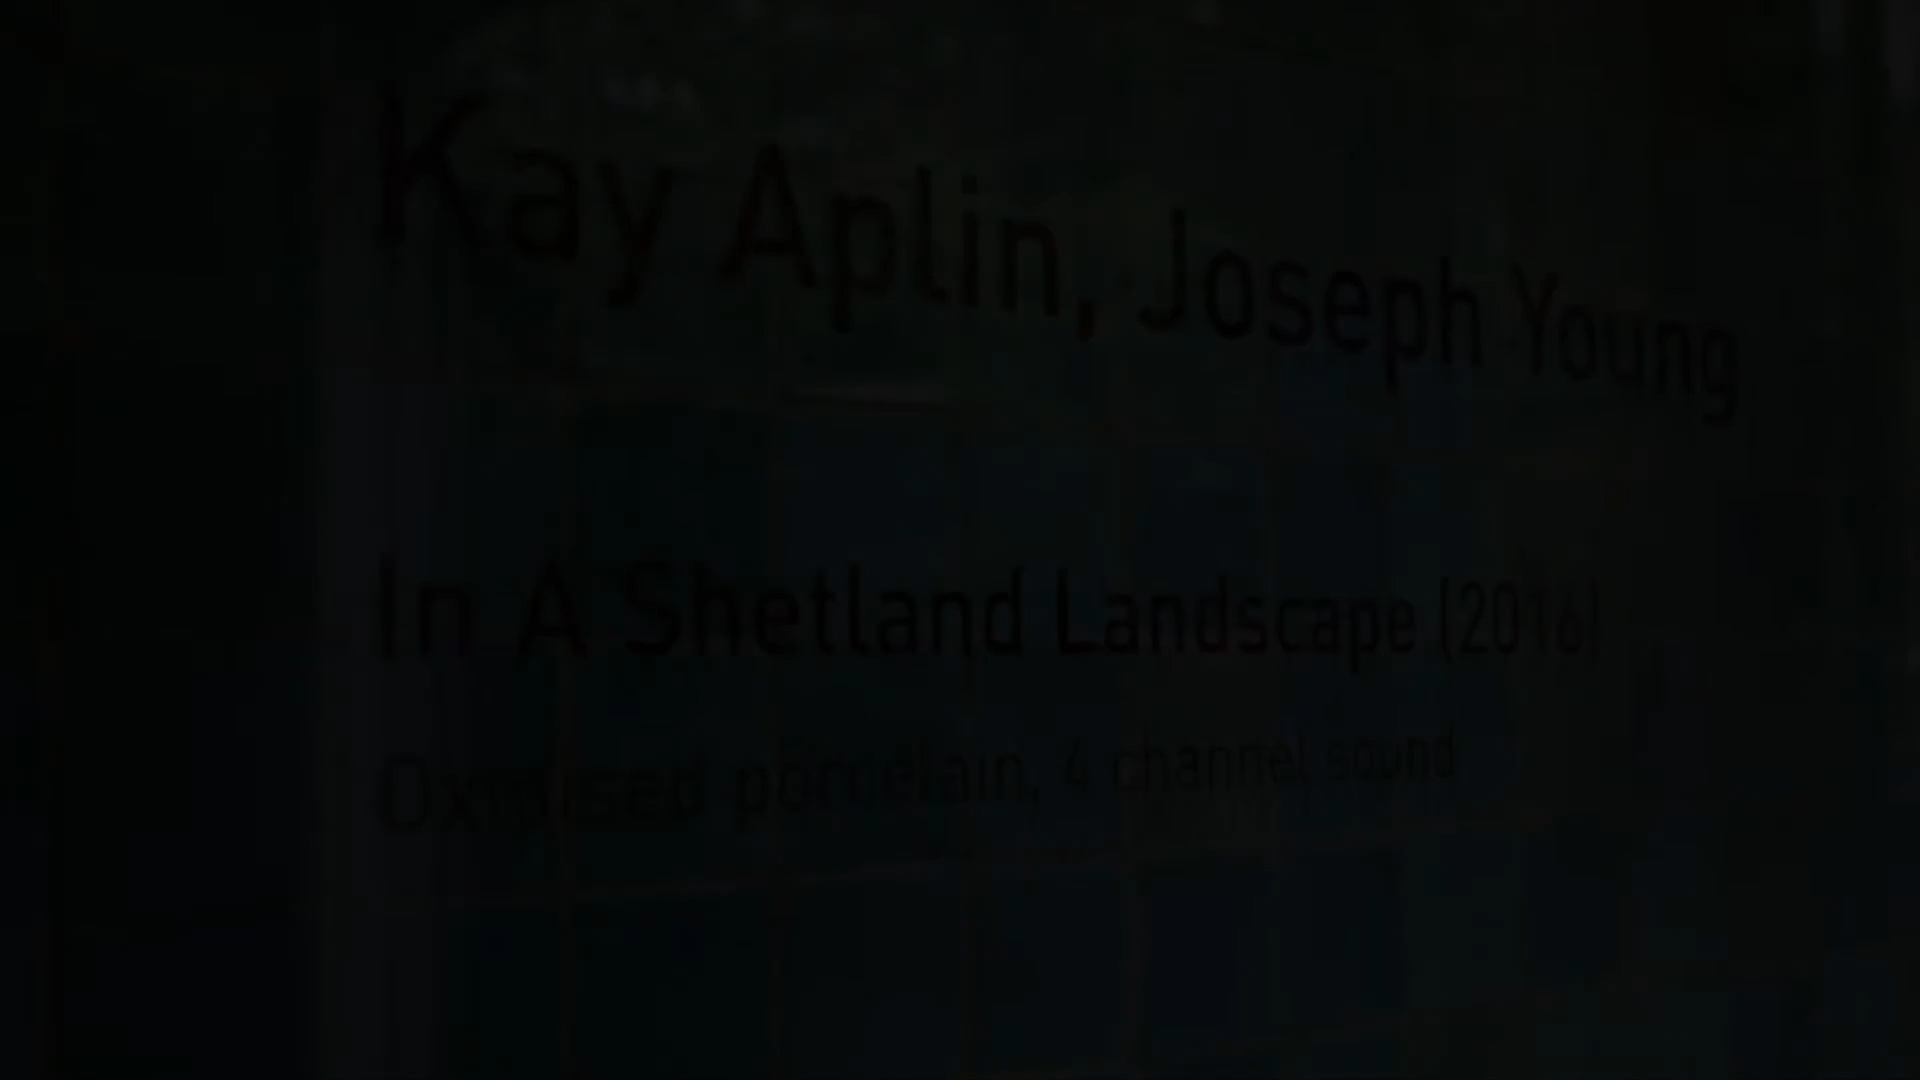 Kay Aplin, Joseph Young
In A Shetland Landscape (2016)
Oxidised porcelain, 4 channel sound